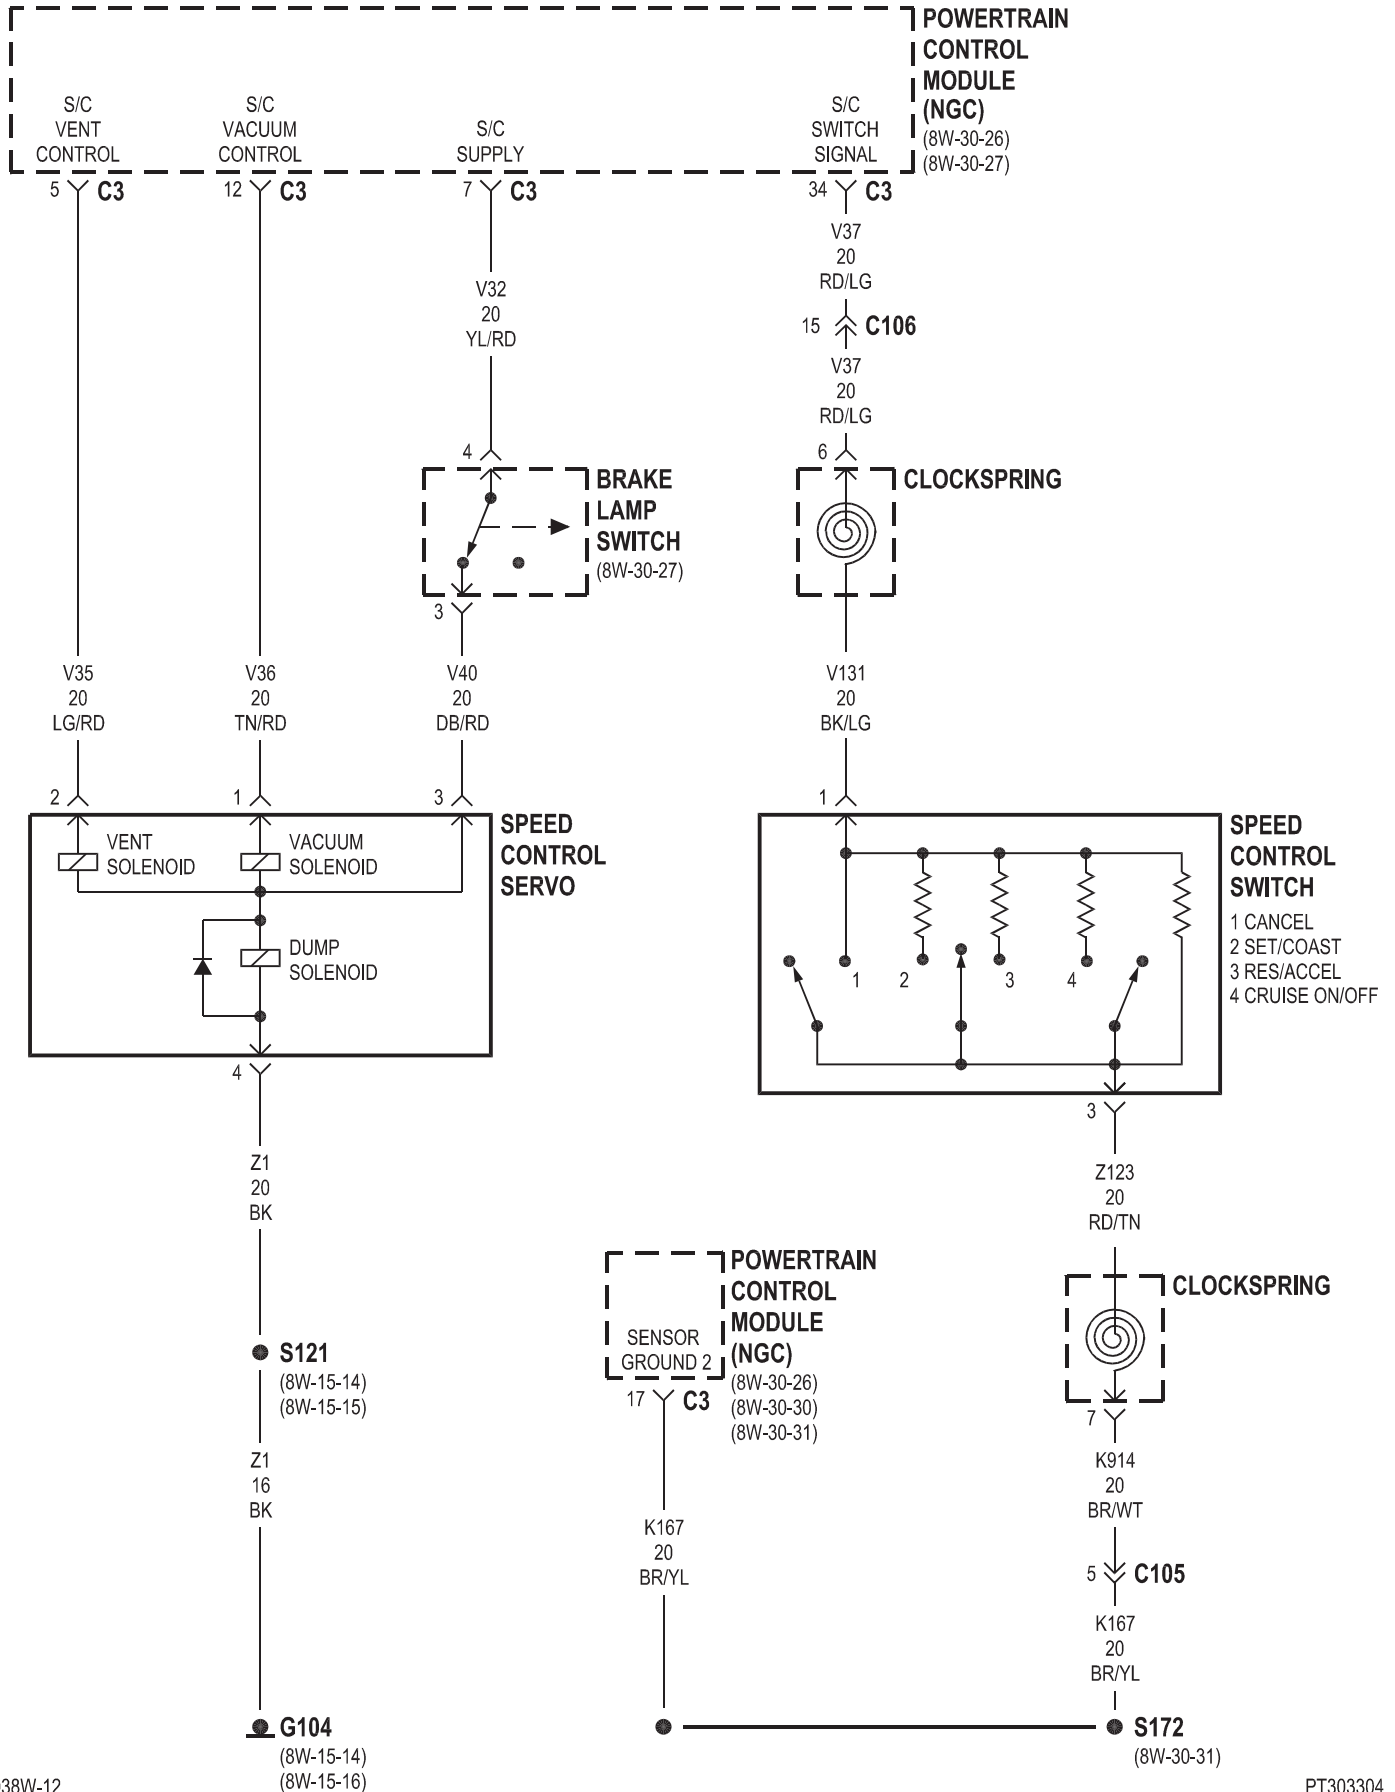 POWERTRAIN
CONTROL
MODULE
(NGC)
(8W-30-26)
(8W-30-27)
S/C
VENT
CONTROL
S/C
VACUUM
CONTROL
S/C
SUPPLY
S/C
SWITCH
SIGNAL
5 C3
12 C3
7 C3
34 C3
V37
20
RD/LG
V32
20
YL/RD
15 C106
V37
20
RD/LG
4
6
BRAKE
LAMP
SWITCH
(8W-30-27)
CLOCKSPRING
3
V35
20
LG/RD
V36
20
TN/RD
V40
20
DB/RD
V131
20
BK/LG
2
1
3
1
VENT
SOLENOID
VACUUM
SOLENOID
DUMP
SOLENOID
SPEED
CONTROL
SERVO
SPEED
CONTROL
SWITCH
1 CANCEL
2 SET/COAST
3 RES/ACCEL
4 CRUISE ON/OFF
1 2 3 4
4
3
Z1
20
BK
Z123
20
RD/TN
POWERTRAIN
CONTROL
MODULE
(NGC)
(8W-30-26)
(8W-30-30)
(8W-30-31)
SENSOR
GROUND 2
CLOCKSPRING
S121
(8W-15-14)
(8W-15-15)
17 C3
7
Z1
16
BK
K914
20
BR/WT
K167
20
BR/YL
5 C105
K167
20
BR/YL
G104
(8W-15-14)
(8W-15-16)
S172
(8W-30-31)
38W-12
PT303304